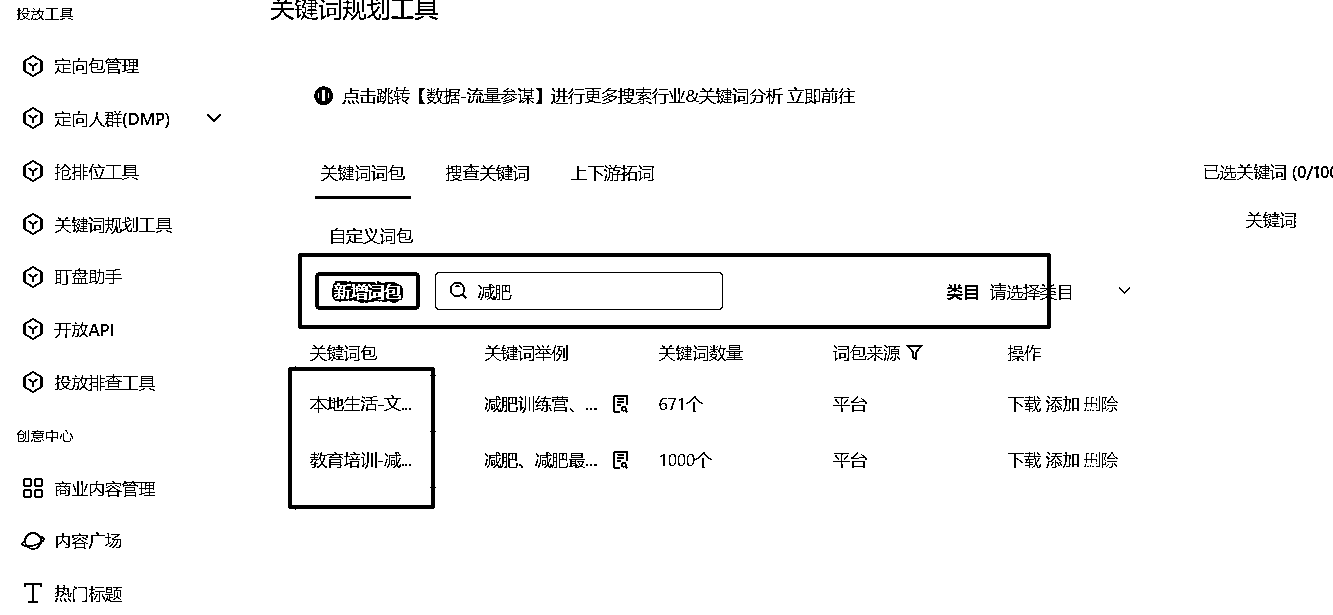 投放工具
定向包管理
定向人群(DMP)
抢排位工具
关键词规划工具
盯盘助手
开放API
投放排查工具
创意中心
商业内容管理
内容广场
热门标题
关键词规划工具
点击跳转【数据-流量参谋】进行更多搜索行业&关键词分析 立即前往
关键词词包 搜查关键词 上下游拓词
自定义词包
新增词包 减肥 类目 请选择类目
关键词包 关键词举例 关键词数量 词包来源 操作
本地生活-文... 减肥训练营、... 671个 平台 下载 添加 删除
教育培训-减... 减肥、减肥最... 1000个 平台 下载 添加 删除
已选关键词 (0/100
关键词